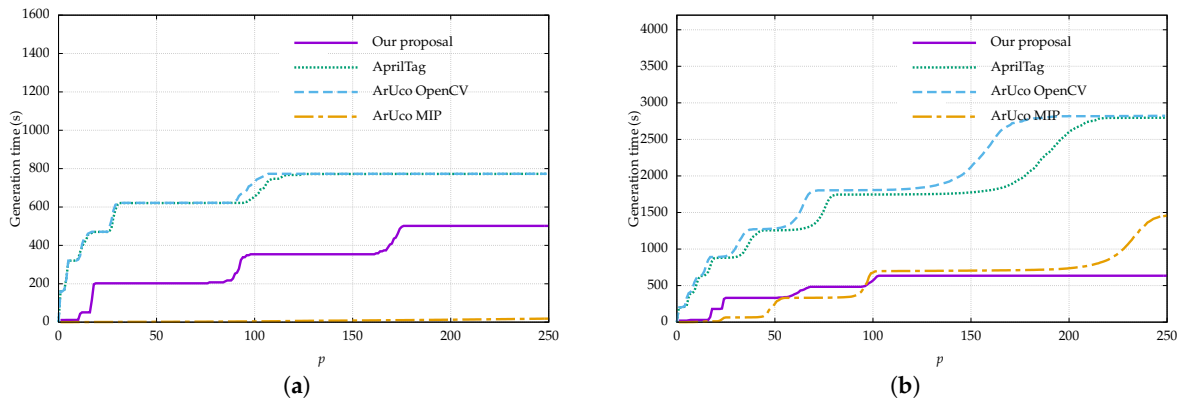 1600
1400
1200
1000
800
600
400
200
0
Generation time (s)
Our proposal
AprilTag
ArUco OpenCV
ArUco MIP
0 50 100 150 200 250
p
(a)
4000
3500
3000
2500
2000
1500
1000
500
0
Generation time (s)
Our proposal
AprilTag
ArUco OpenCV
ArUco MIP
0 50 100 150 200 250
p
(b)